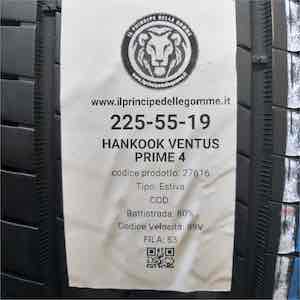 IL PRINCIPE DELLE GOMME
www.ilprincipedellegomme.it
225-55-19
HANKOOK VENTUS
PRIME 4
codice prodotto: 27616
Tipo: Estiva
COD.
Battistrada: 80%
Codice Velocità: 99V
FILA: 53